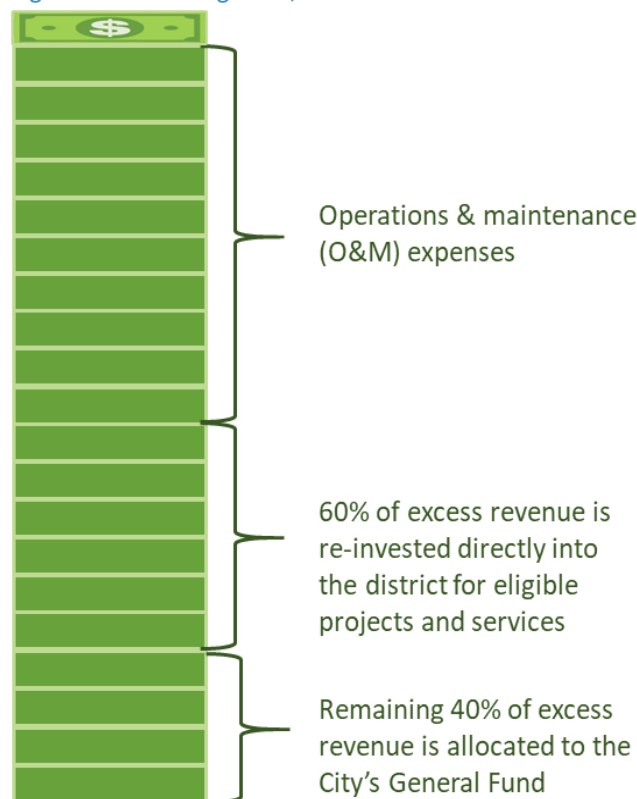 $
Operations & maintenance
(O&M) expenses
60% of excess revenue is
re-invested directly into
the district for eligible
projects and services
Remaining 40% of excess
revenue is allocated to the
City's General Fund